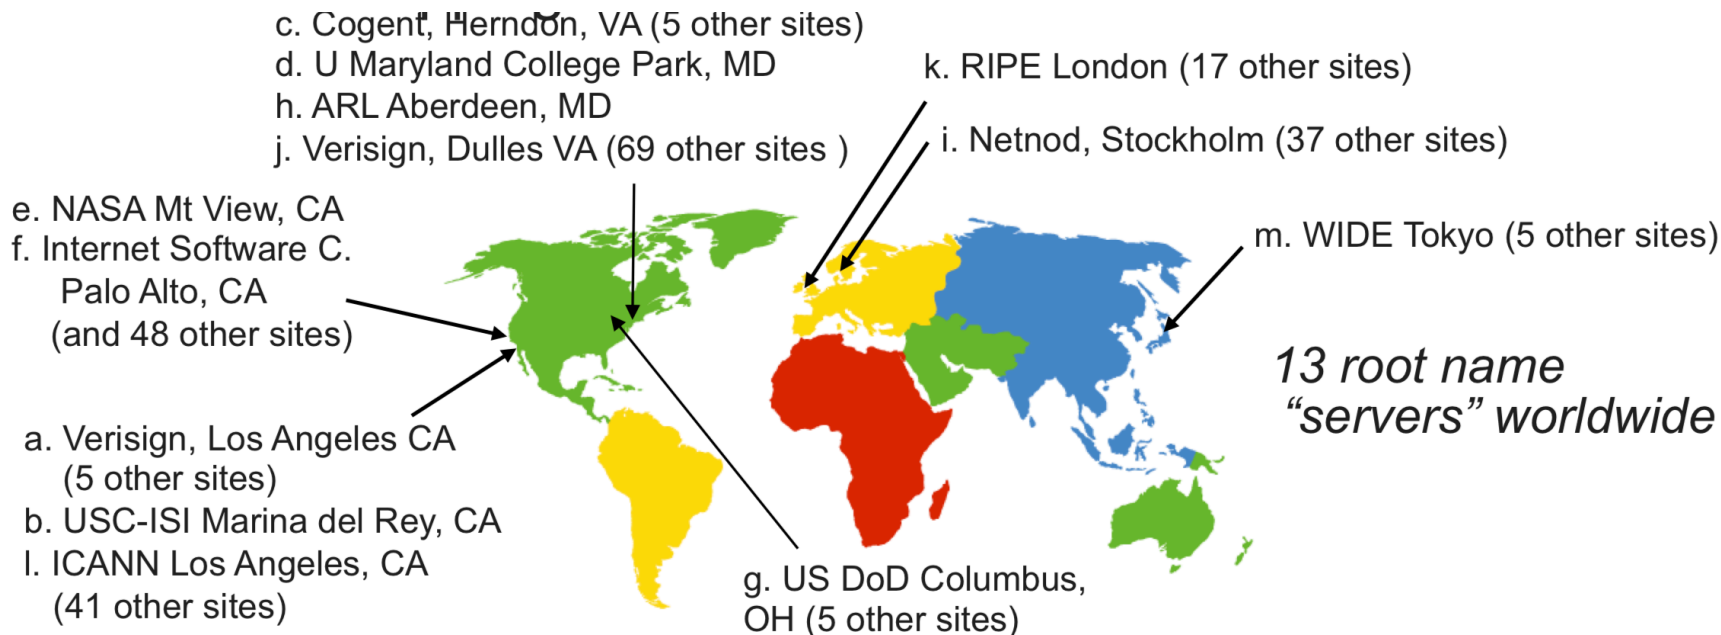 c. Cogent, Herndon, VA (5 other sites)
d. U Maryland College Park, MD
h. ARL Aberdeen, MD
j. Verisign, Dulles VA (69 other sites )
k. RIPE London (17 other sites)
i. Netnod, Stockholm (37 other sites)
e. NASA Mt View, CA
f. Internet Software C.
Palo Alto, CA
(and 48 other sites)
m. WIDE Tokyo (5 other sites)
13 root name
“servers” worldwide
a. Verisign, Los Angeles CA
(5 other sites)
b. USC-ISI Marina del Rey, CA
l. ICANN Los Angeles, CA
(41 other sites)
g. US DoD Columbus,
OH (5 other sites)